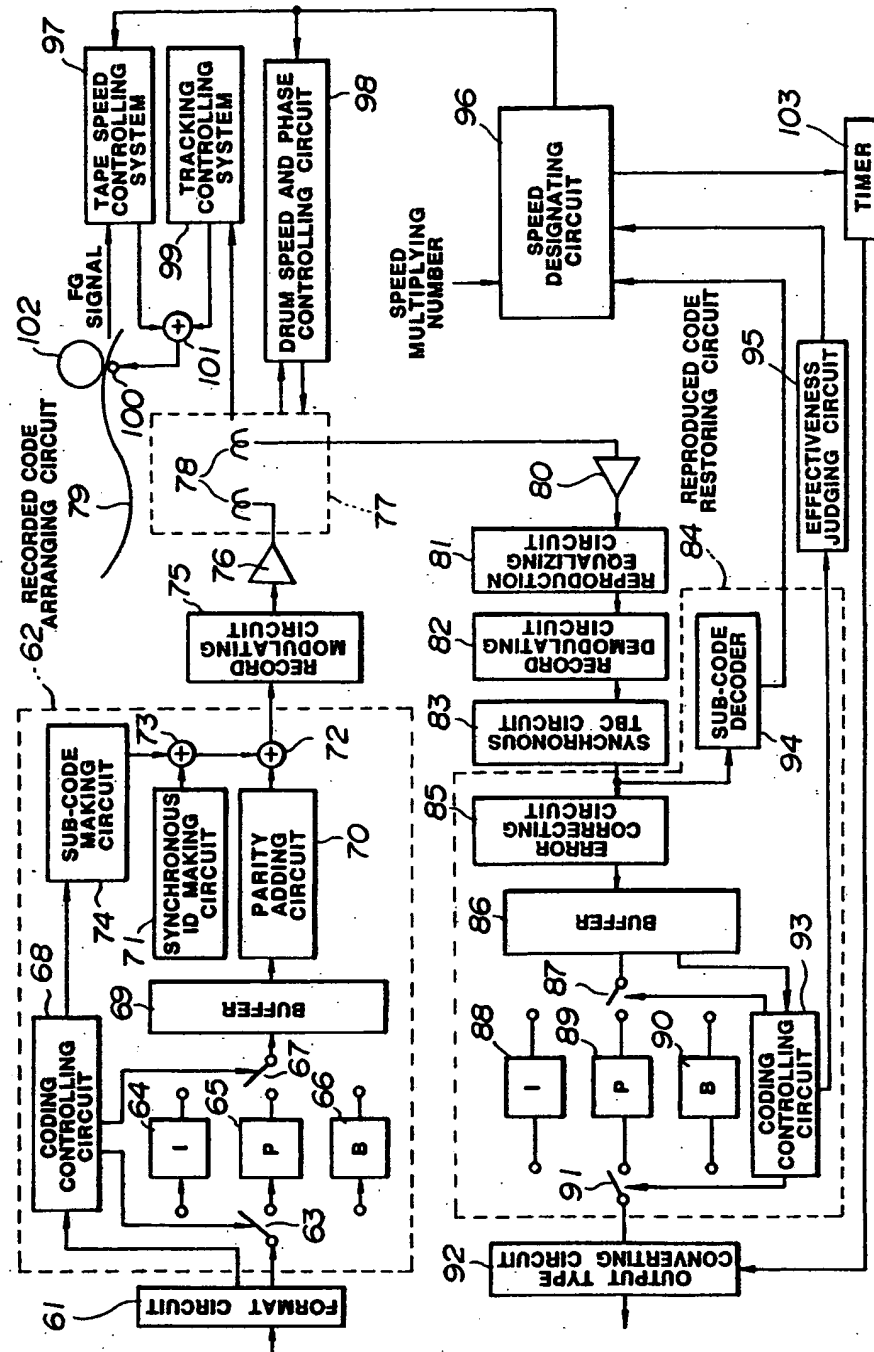 97
TAPE SPEED
CONTROLLING
SYSTEM
TRACKING
CONTROLLING
SYSTEM
99
DRUM SPEED AND PHASE
CONTROLLING CIRCUIT
98
FG
SIGNAL
102
100
101
79
SPEED
MULTIPLYING
NUMBER
96
SPEED
DESIGNATING
CIRCUIT
103
TIMER
62
RECORDED CODE
ARRANGING CIRCUIT
78
77
76
75
RECORD
MODULATING
CIRCUIT
80
81
REPRODUCTION
EQUALIZING
CIRCUIT
82
RECORD
DEMODULATING
CIRCUIT
83
SYNCHRONOUS
TBC CIRCUIT
84
REPRODUCED CODE
RESTORING CIRCUIT
95
EFFECTIVENESS
JUDGING CIRCUIT
SUB-CODE
DECODER
94
SUB-CODE
MAKING
CIRCUIT
74
73
72
71
SYNCHRONOUS
ID MAKING
CIRCUIT
PARITY
ADDING
CIRCUIT
70
69
BUFFER
68
CODING
CONTROLLING
CIRCUIT
64
I
65
P
66
B
67
63
61
FORMAT CIRCUIT
85
ERROR
CORRECTING
CIRCUIT
86
BUFFER
87
88
I
89
P
90
B
93
CODING
CONTROLLING
CIRCUIT
91
92
OUTPUT TYPE
CONVERTING CIRCUIT